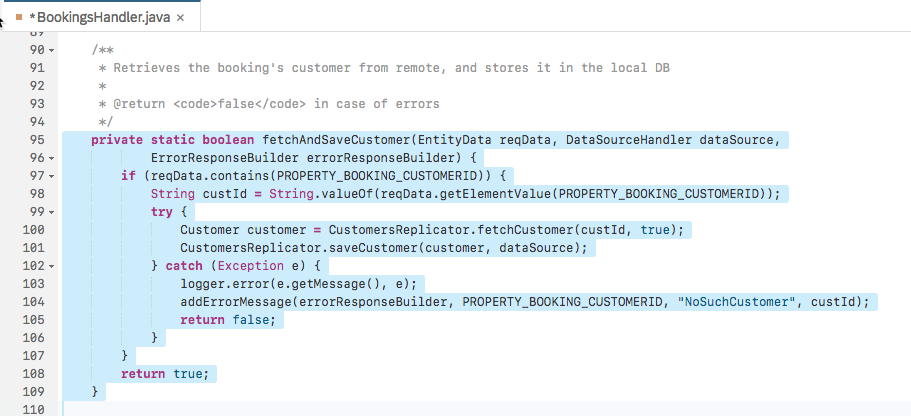 *BookingsHandler.java ×
89
90 /**
91 * Retrieves the booking's customer from remote, and stores it in the local DB
92 *
93 * @return <code>false</code> in case of errors
94 */
95 private static boolean fetchAndSaveCustomer(EntityData reqData, DataSourceHandler dataSource,
96 ErrorResponseBuilder errorResponseBuilder) {
97 if (reqData.contains(PROPERTY_BOOKING_CUSTOMERID)) {
98 String custId = String.valueOf(reqData.getElementValue(PROPERTY_BOOKING_CUSTOMERID));
99 try {
100 Customer customer = CustomersReplicator.fetchCustomer(custId, true);
101 CustomersReplicator.saveCustomer(customer, dataSource);
102 } catch (Exception e) {
103 logger.error(e.getMessage(), e);
104 addErrorMessage(errorResponseBuilder, PROPERTY_BOOKING_CUSTOMERID, "NoSuchCustomer", custId);
105 return false;
106 }
107 }
108 return true;
109 }
110